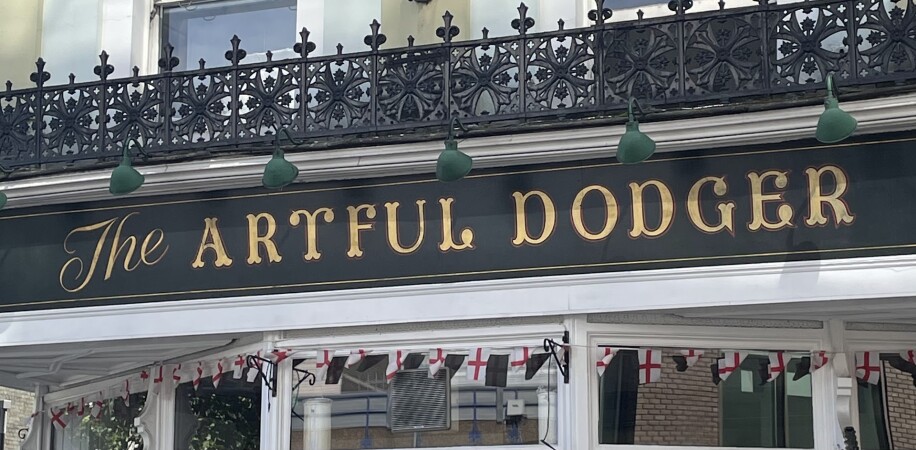 The ARTFUL DODGER